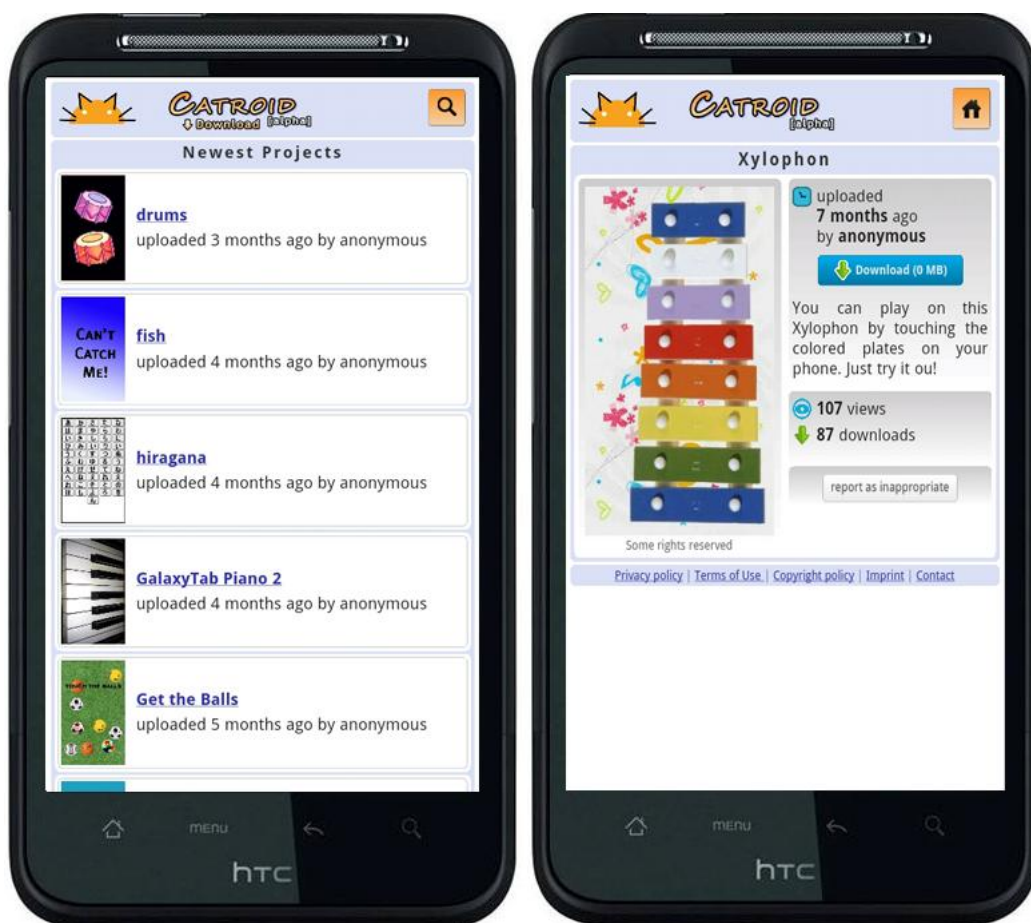 CATROID
Download [alpha]
Newest Projects
drums
uploaded 3 months ago by anonymous
CAN'T
CATCH
ME!
fish
uploaded 4 months ago by anonymous
hiragana
uploaded 4 months ago by anonymous
GalaxyTab Piano 2
uploaded 4 months ago by anonymous
Get the Balls
uploaded 5 months ago by anonymous
MENU
htc
CATROID
[alpha]
Xylophon
uploaded
7 months ago
by anonymous
Download (0 MB)
You can play on this
Xylophon by touching the
colored plates on your
phone. Just try it ou!
107 views
87 downloads
report as inappropriate
Some rights reserved
Privacy policy | Terms of Use | Copyright policy | Imprint | Contact
MENU
htc